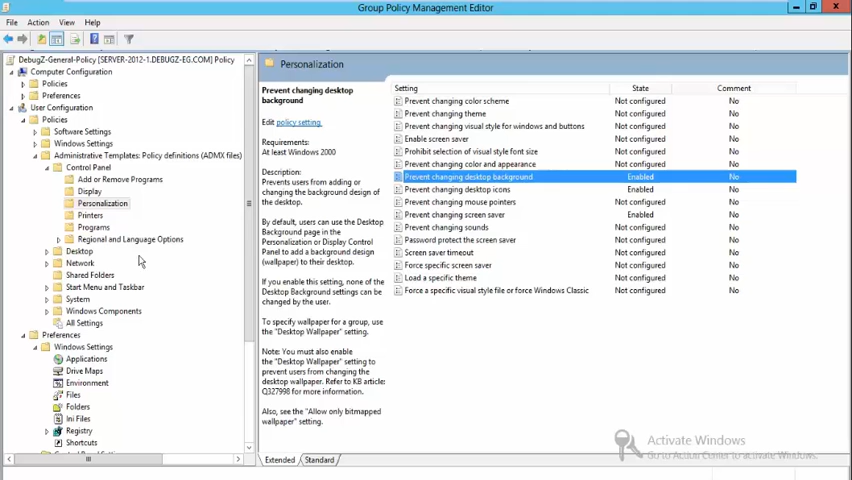 Group Policy Management Editor
File Action View Help
DebugZ-General-Policy [SERVER-2012-1.DEBUGZ-EG.COM] Policy
Computer Configuration
Policies
Preferences
User Configuration
Policies
Software Settings
Windows Settings
Administrative Templates: Policy definitions (ADMX files)
Control Panel
Add or Remove Programs
Display
Personalization
Printers
Programs
Regional and Language Options
Desktop
Network
Shared Folders
Start Menu and Taskbar
System
Windows Components
All Settings
Preferences
Windows Settings
Applications
Drive Maps
Environment
Files
Folders
Ini Files
Registry
Shortcuts
Personalization
Prevent changing desktop
background
Edit policy setting.
Requirements:
At least Windows 2000
Description:
Prevents users from adding or
changing the background design of
the desktop.
By default, users can use the Desktop
Background page in the
Personalization or Display Control
Panel to add a background design
(wallpaper) to their desktop.
If you enable this setting, none of the
Desktop Background settings can be
changed by the user.
To specify wallpaper for a group, use
the "Desktop Wallpaper" setting.
Note: You must also enable
the "Desktop Wallpaper" setting to
prevent users from changing the
desktop wallpaper. Refer to KB article:
Q327998 for more information.
Also, see the "Allow only bitmapped
wallpaper" setting.
Setting State Comment
Prevent changing color scheme Not configured No
Prevent changing theme Not configured No
Prevent changing visual style for windows and buttons Not configured No
Enable screen saver Not configured No
Prohibit selection of visual style font size Not configured No
Prevent changing color and appearance Not configured No
Prevent changing desktop background Enabled No
Prevent changing desktop icons Enabled No
Prevent changing mouse pointers Not configured No
Prevent changing screen saver Enabled No
Prevent changing sounds Not configured No
Password protect the screen saver Not configured No
Screen saver timeout Not configured No
Force specific screen saver Not configured No
Load a specific theme Not configured No
Force a specific visual style file or force Windows Classic Not configured No
Extended Standard
Activate Windows
Go to Action Center to activate Windows.